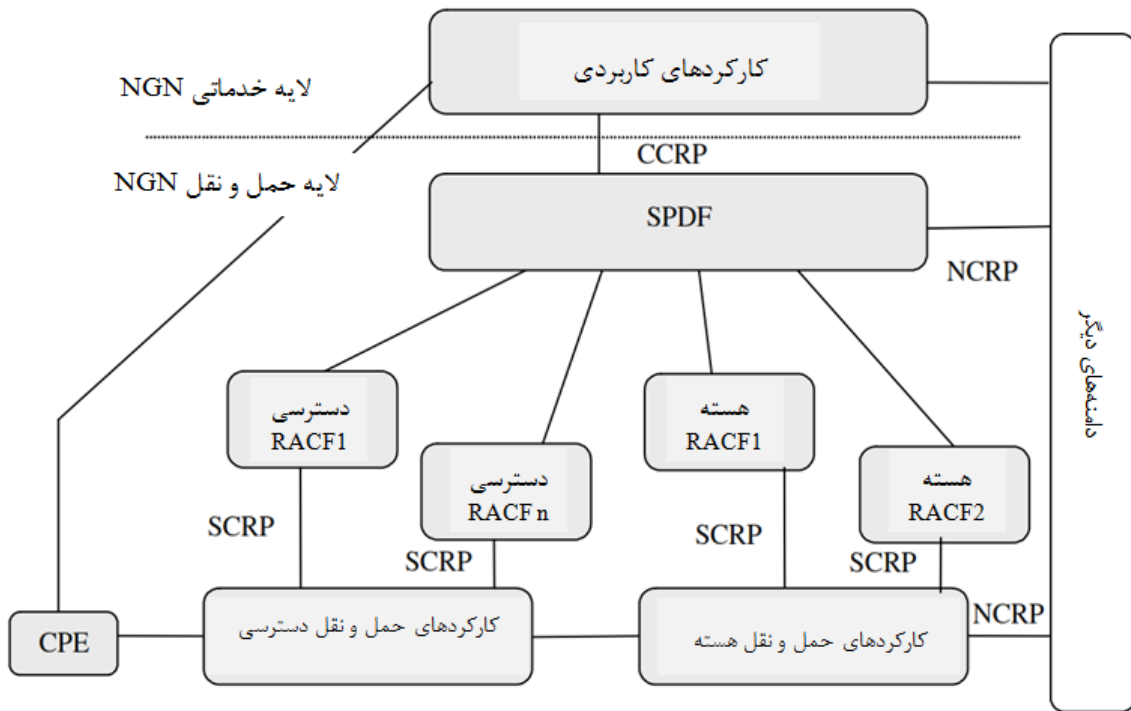 کارکردهای کاربردی
لایه خدماتی NGN
CCRP
لایه حمل و نقل NGN
SPDF
NCRP
دامنه‌های دیگر
دسترسی
RACF1
هسته
RACF1
دسترسی
RACF n
هسته
RACF2
SCRP
SCRP
SCRP
SCRP
NCRP
CPE
کارکردهای حمل و نقل دسترسی
کارکردهای حمل و نقل هسته